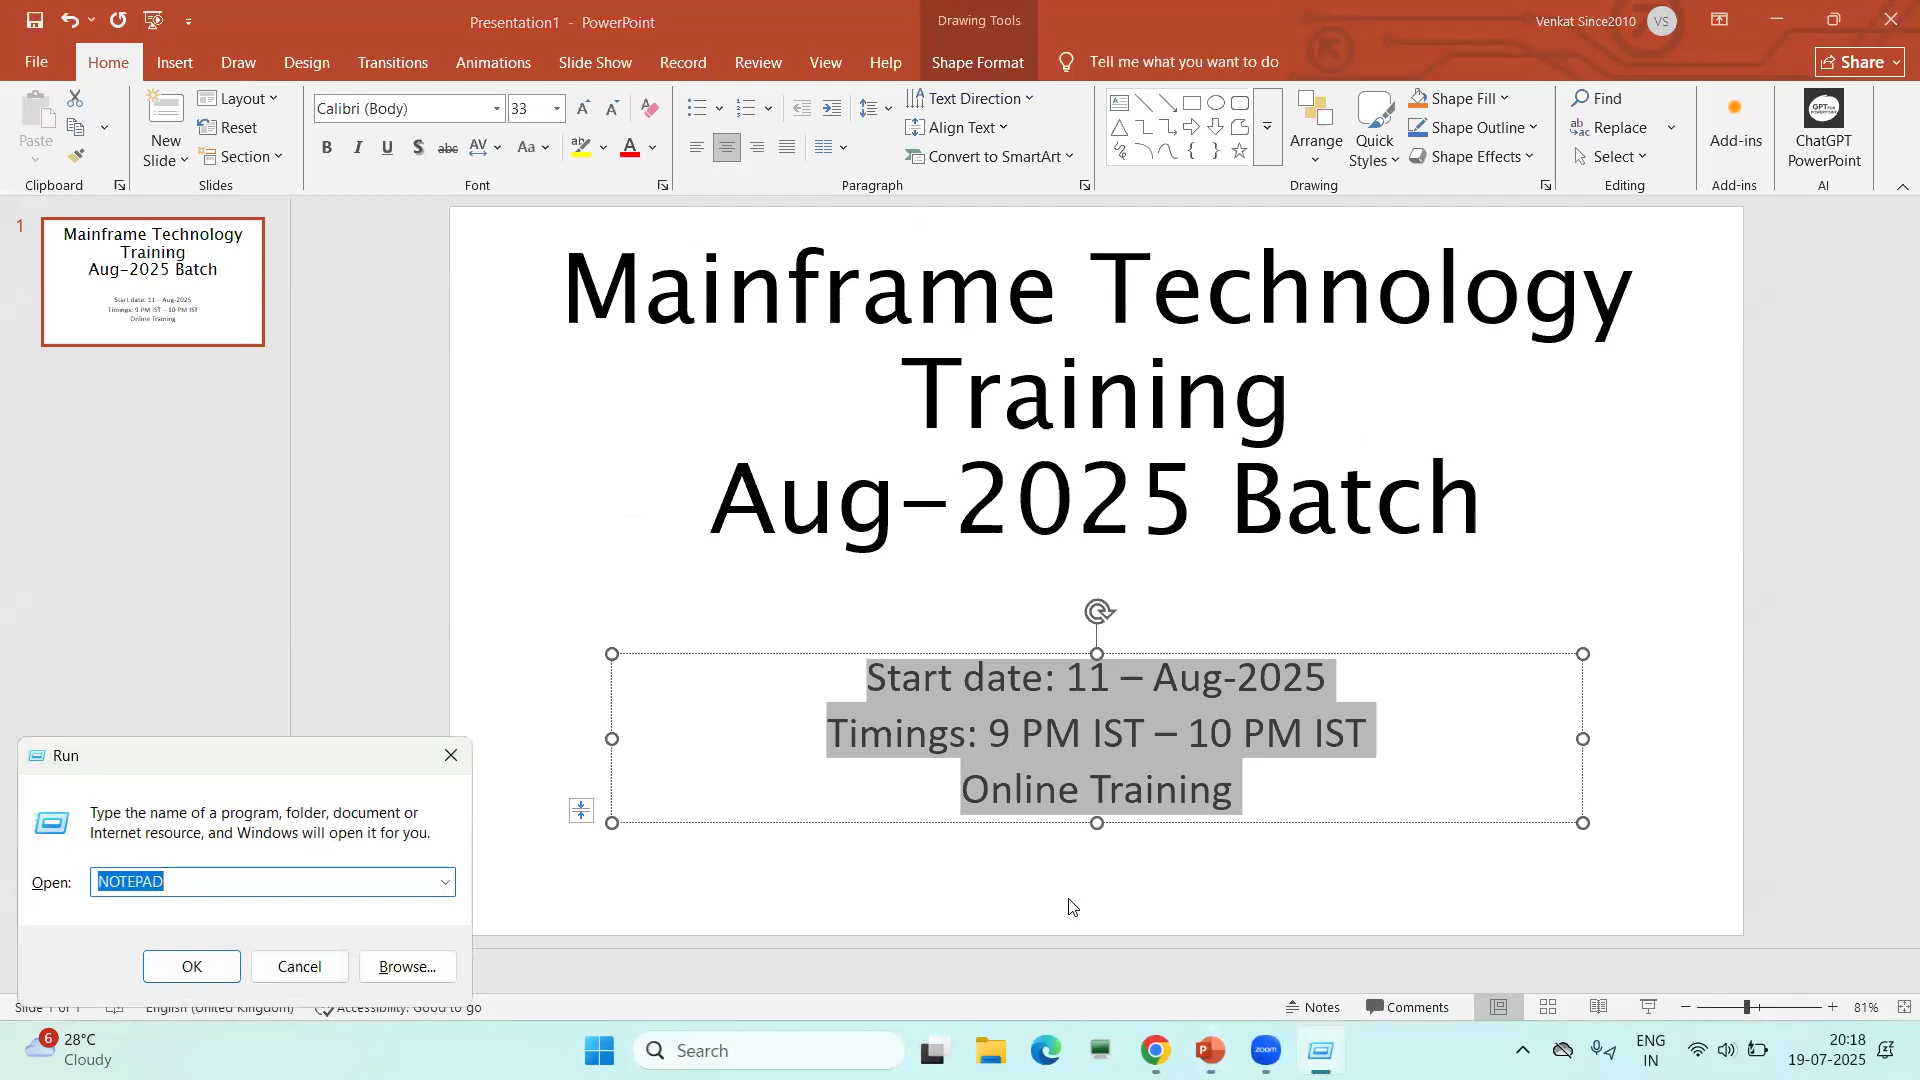 Presentation1 - PowerPoint
Drawing Tools
Venkat Since2010
VS
File
Home
Insert
Draw
Design
Transitions
Animations
Slide Show
Record
Review
View
Help
Shape Format
Tell me what you want to do
Share
Paste
Clipboard
New
Slide
Layout
Reset
Section
Slides
Calibri (Body)
33
B I U S abc AV Aa A
Font
Text Direction
Align Text
Convert to SmartArt
Paragraph
Arrange
Quick
Styles
Shape Fill
Shape Outline
Shape Effects
Drawing
Find
Replace
Select
Editing
Add-ins
Add-ins
ChatGPT
PowerPoint
AI
1
Mainframe Technology
Training
Aug-2025 Batch
Start date: 11 – Aug-2025
Timings: 9 PM IST – 10 PM IST
Online Training
Mainframe Technology
Training
Aug-2025 Batch
Start date: 11 – Aug-2025
Timings: 9 PM IST – 10 PM IST
Online Training
Run
Type the name of a program, folder, document or
Internet resource, and Windows will open it for you.
Open:
NOTEPAD
OK
Cancel
Browse...
Slide 1 of 1
English (United Kingdom)
Accessibility: Good to go
Notes
Comments
81%
6
28°C
Cloudy
Search
zoom
ENG
IN
20:18
19-07-2025